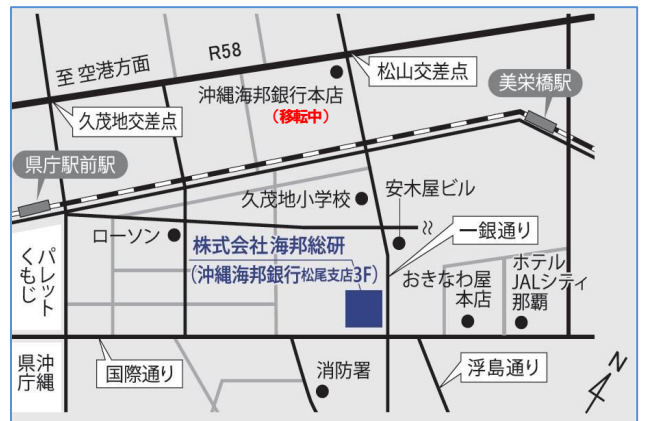 R58
至 空港方面
松山交差点
美栄橋駅
沖縄海邦銀行本店
（移転中）
久茂地交差点
県庁駅前駅
久茂地小学校
安木屋ビル
一銀通り
ローソン
株式会社海邦総研
（沖縄海邦銀行松尾支店3F）
パレット
くもじ
おきなわ屋
本店
ホテル
JALシティ
那覇
沖縄
県庁
国際通り
消防署
浮島通り
N